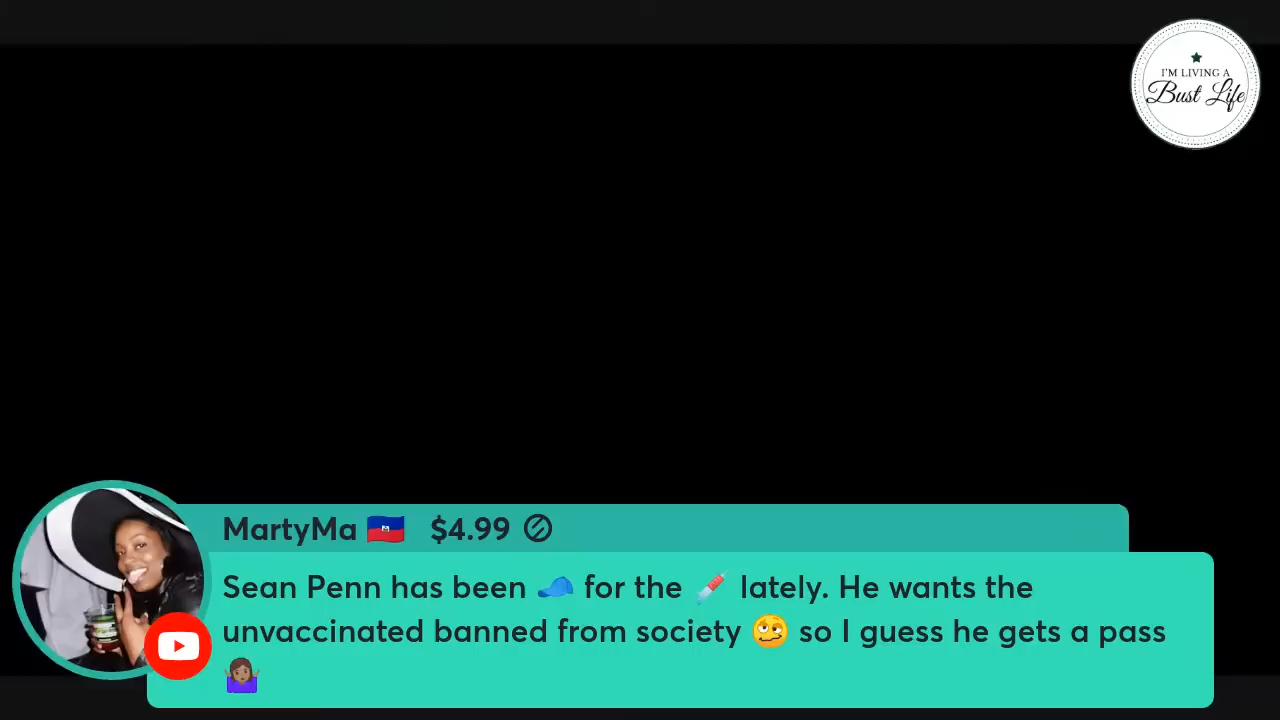 I'M LIVING A
Bust Life
MartyMa 🇭🇹 $4.99
Sean Penn has been 🧢 for the 💉 lately. He wants the
unvaccinated banned from society 🥴 so I guess he gets a pass
🤷🏽‍♀️